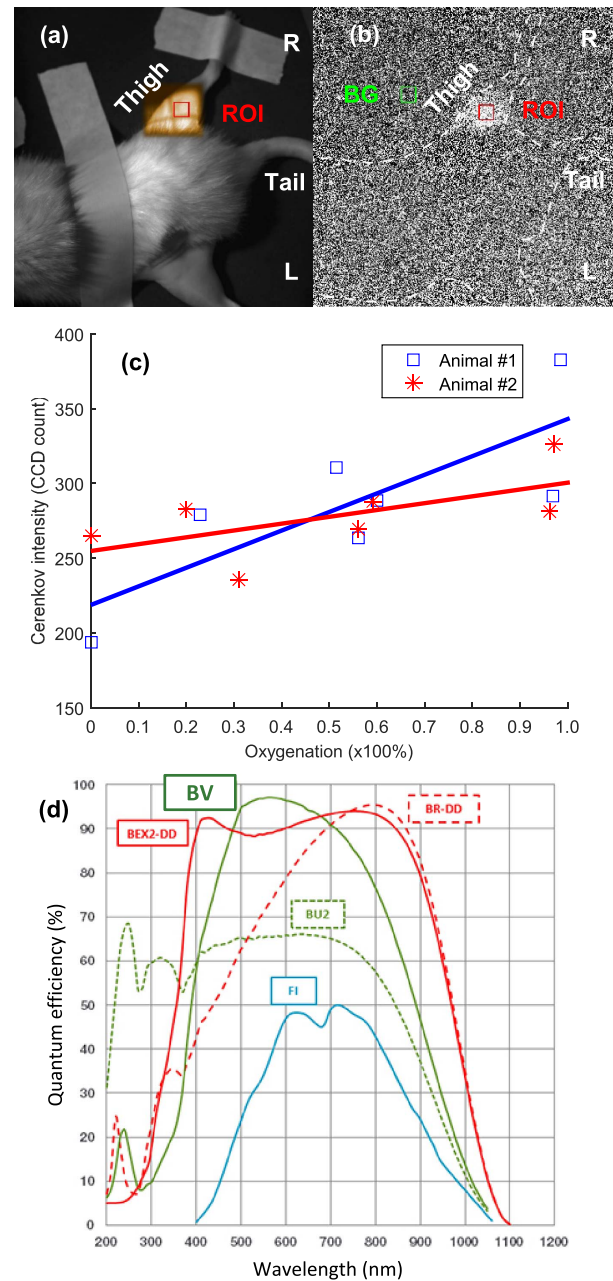 (a)
R
Thigh
ROI
Tail
L
(b)
R
BG
Thigh
ROI
Tail
L
(c)
400
350
300
250
200
150
Cerenkov intensity (CCD count)
Animal #1
Animal #2
0 0.1 0.2 0.3 0.4 0.5 0.6 0.7 0.8 0.9 1.0
Oxygenation (x100%)
(d)
100
90
80
70
60
50
40
30
20
10
0
Quantum efficiency (%)
BV
BEX2-DD
BR-DD
BU2
FI
200 300 400 500 600 700 800 900 1000 1100 1200
Wavelength (nm)